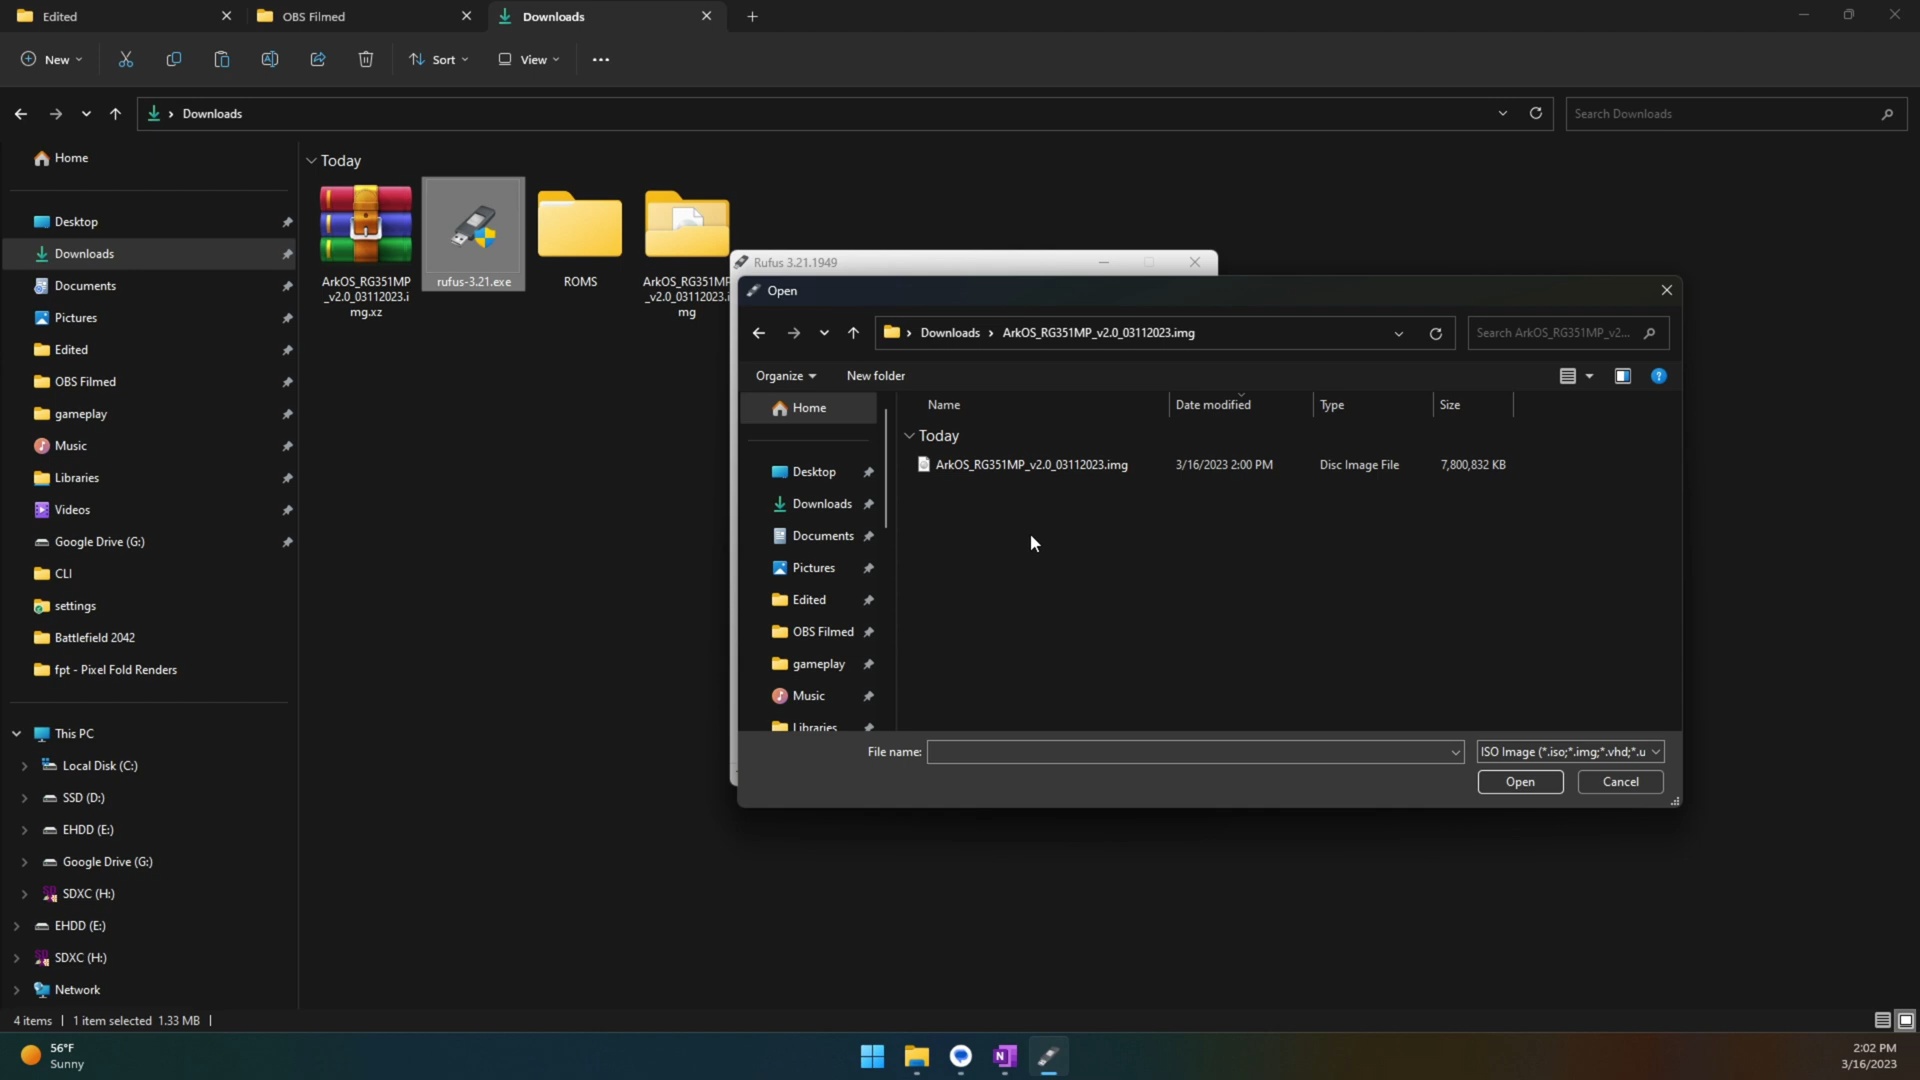 Edited
OBS Filmed
Downloads
New
Sort
View
Downloads
Search Downloads
Home
Desktop
Downloads
Documents
Pictures
Edited
OBS Filmed
gameplay
Music
Libraries
Videos
Google Drive (G:)
CLI
settings
Battlefield 2042
fpt - Pixel Fold Renders
This PC
Local Disk (C:)
SSD (D:)
EHDD (E:)
Google Drive (G:)
SDXC (H:)
EHDD (E:)
SDXC (H:)
Network
Today
ArkOS_RG351MP
_v2.0_03112023.i
mg.xz
rufus-3.21.exe
ROMS
ArkOS_RG351MP
_v2.0_03112023.i
mg
Rufus 3.21.1949
Open
Downloads
ArkOS_RG351MP_v2.0_03112023.img
Search ArkOS_RG351MP_v2...
Organize
New folder
Home
Desktop
Downloads
Documents
Pictures
Edited
OBS Filmed
gameplay
Music
Libraries
Name
Date modified
Type
Size
Today
ArkOS_RG351MP_v2.0_03112023.img
3/16/2023 2:00 PM
Disc Image File
7,800,832 KB
File name:
ISO Image (*.iso;*.img;*.vhd;*.u
Open
Cancel
4 items
1 item selected 1.33 MB
56°F
Sunny
2:02 PM
3/16/2023